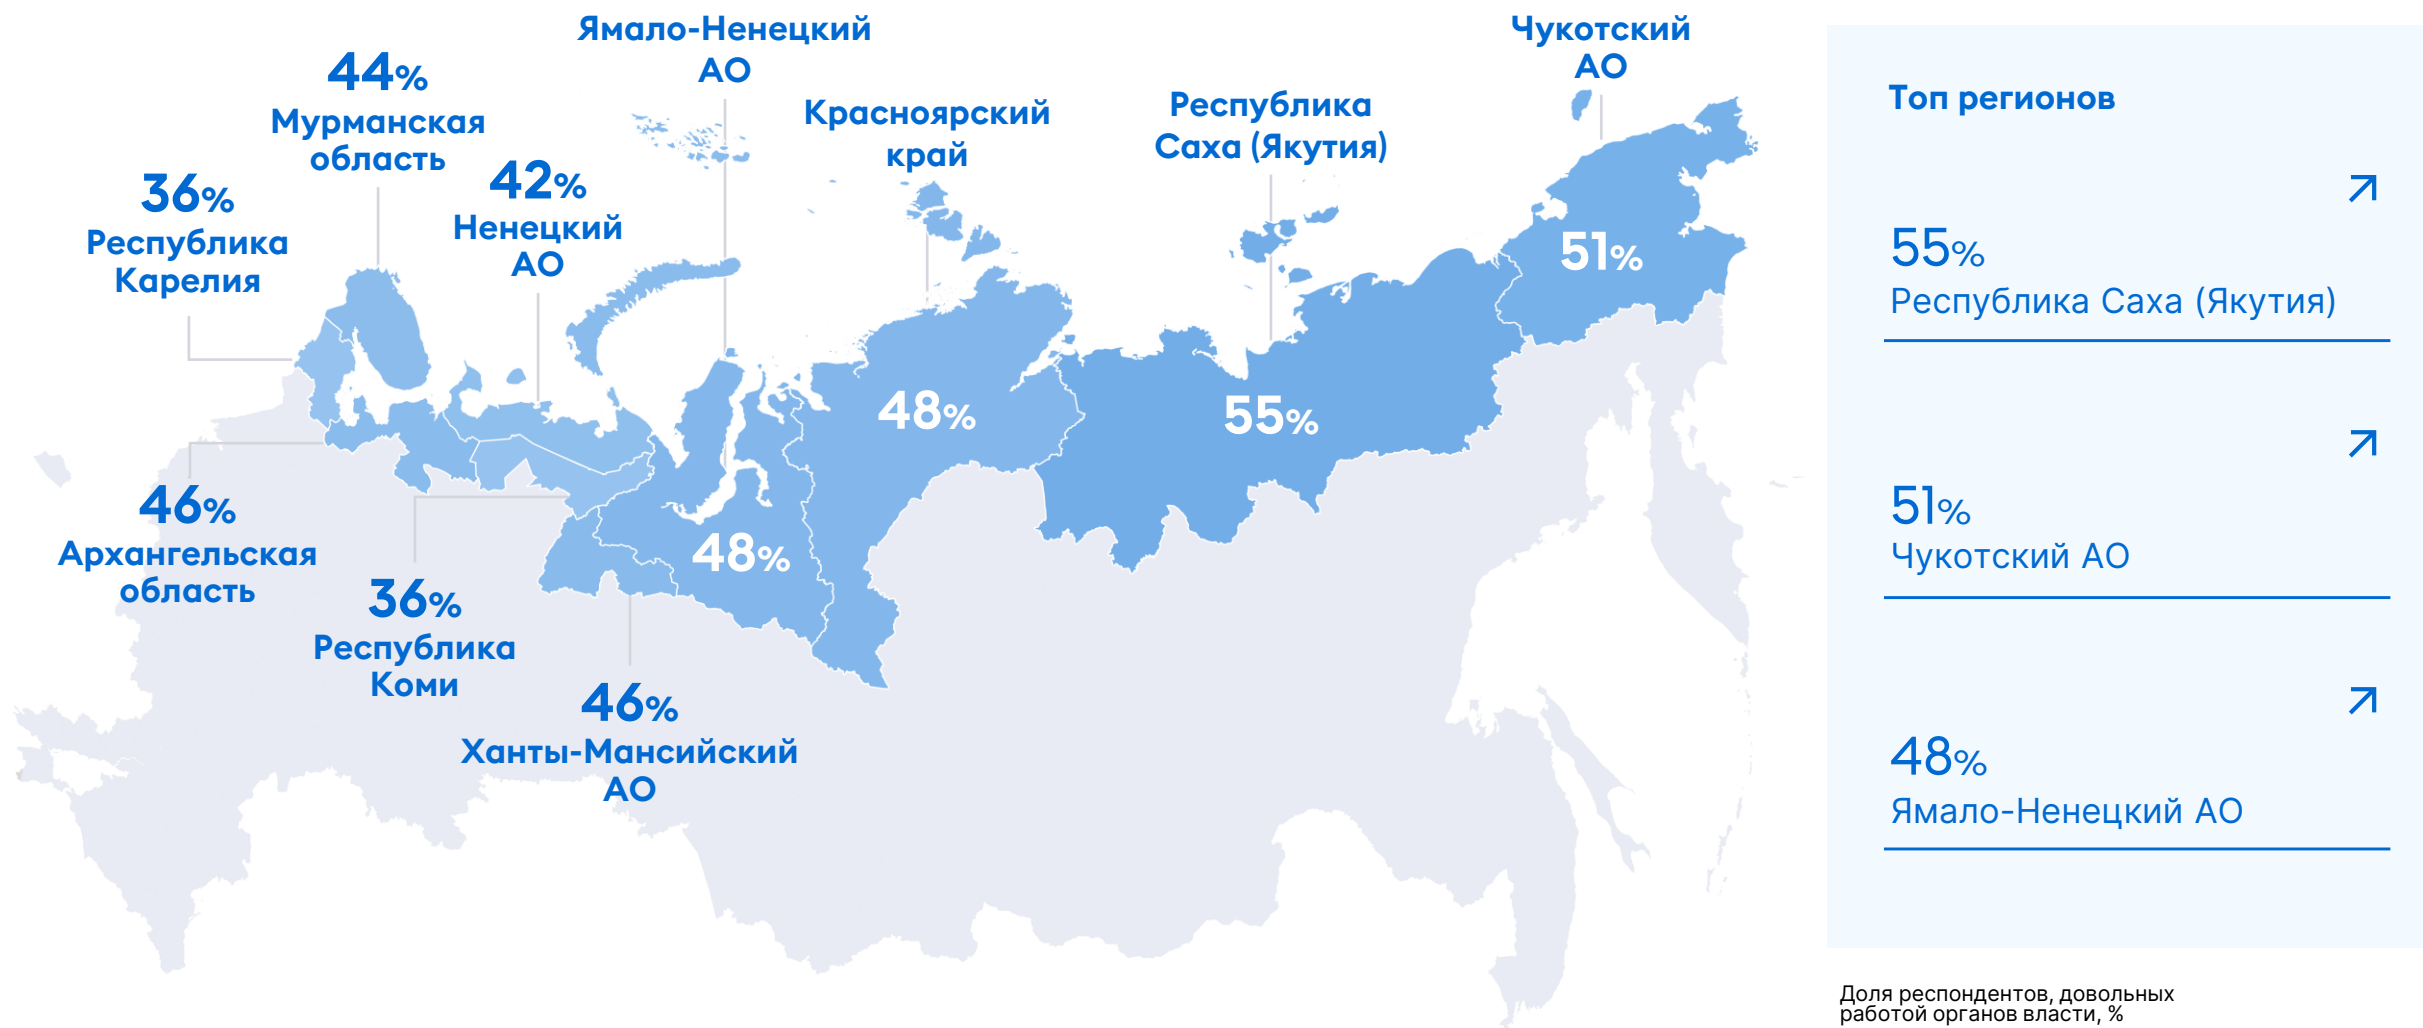 Ямало-Ненецкий
АО
Чукотский
АО
44%
Мурманская
область
Красноярский
край
Республика
Саха (Якутия)
36%
Республика
Карелия
42%
Ненецкий
АО
51%
48%
55%
48%
46%
Архангельская
область
36%
Республика
Коми
46%
Ханты-Мансийский
АО
Топ регионов
55%
Республика Саха (Якутия)
51%
Чукотский АО
48%
Ямало-Ненецкий АО
Доля респондентов, довольных
работой органов власти, %